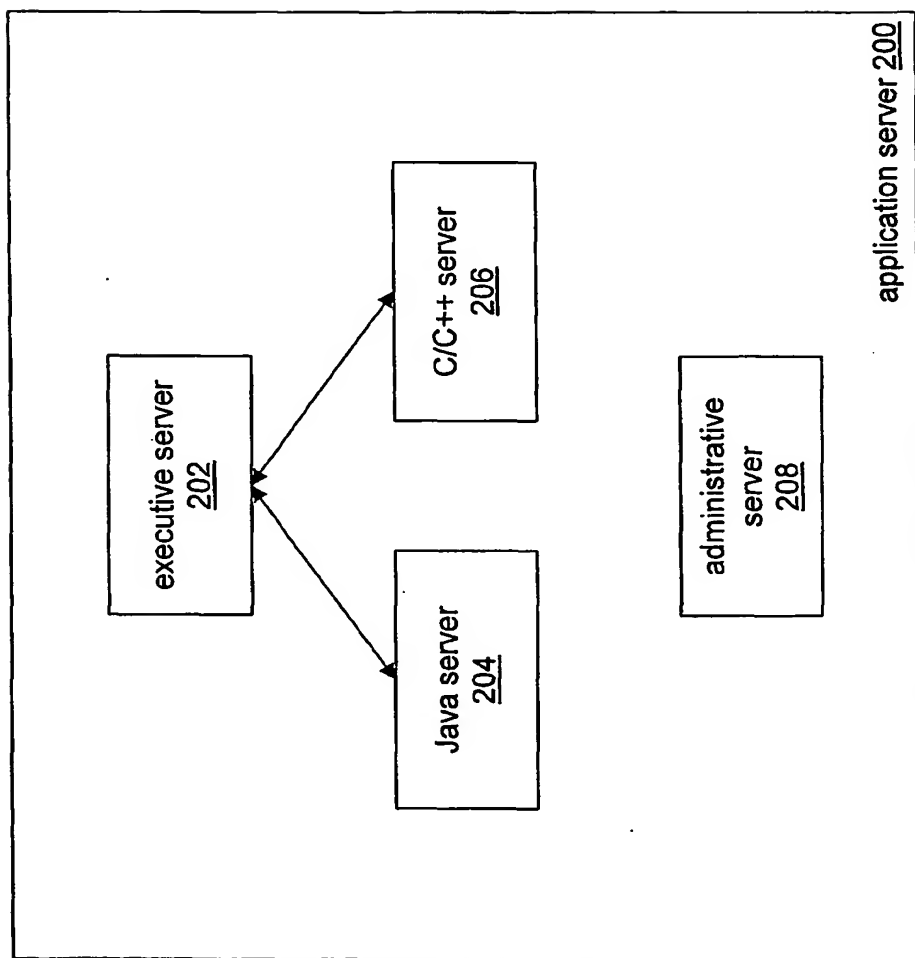 executive server
202
Java server
204
C/C++ server
206
administrative
server
208
application server 200